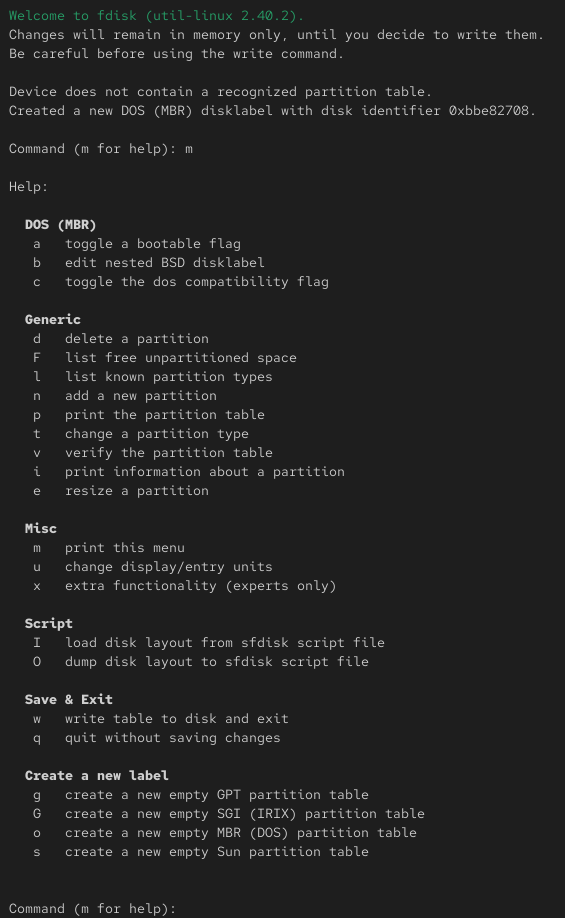 Welcome to fdisk (util-linux 2.40.2).
Changes will remain in memory only, until you decide to write them.
Be careful before using the write command.

Device does not contain a recognized partition table.
Created a new DOS (MBR) disklabel with disk identifier 0xbbe82708.

Command (m for help): m

Help:

  DOS (MBR)
   a   toggle a bootable flag
   b   edit nested BSD disklabel
   c   toggle the dos compatibility flag

  Generic
   d   delete a partition
   F   list free unpartitioned space
   l   list known partition types
   n   add a new partition
   p   print the partition table
   t   change a partition type
   v   verify the partition table
   i   print information about a partition
   e   resize a partition

  Misc
   m   print this menu
   u   change display/entry units
   x   extra functionality (experts only)

  Script
   I   load disk layout from sfdisk script file
   O   dump disk layout to sfdisk script file

  Save & Exit
   w   write table to disk and exit
   q   quit without saving changes

  Create a new label
   g   create a new empty GPT partition table
   G   create a new empty SGI (IRIX) partition table
   o   create a new empty MBR (DOS) partition table
   s   create a new empty Sun partition table


Command (m for help):